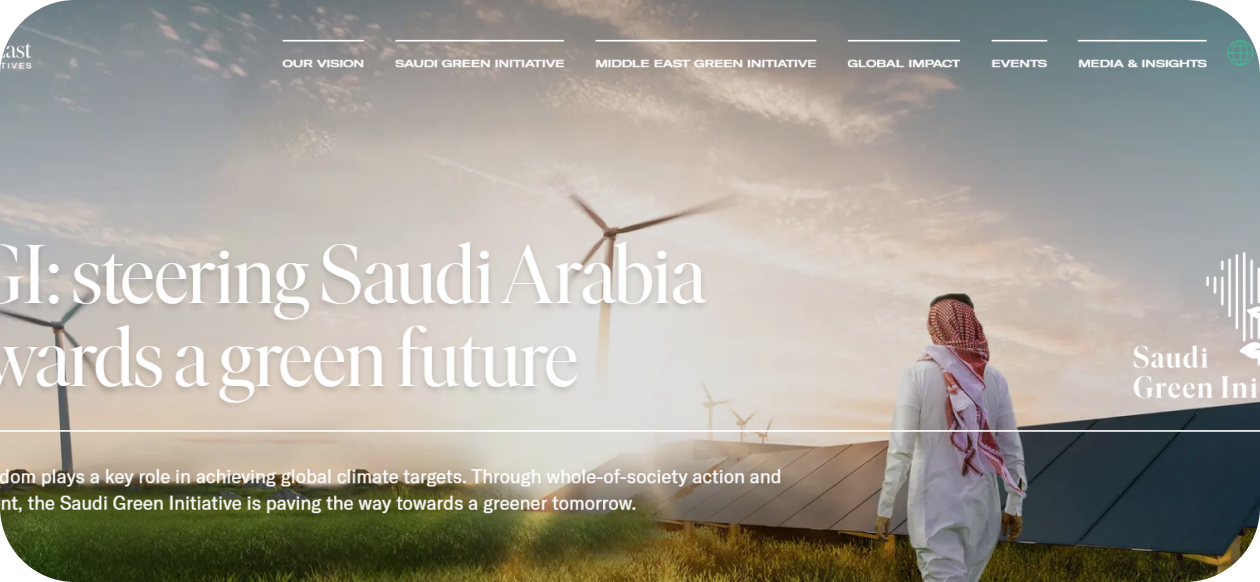 East
TIVES
OUR VISION
SAUDI GREEN INITIATIVE
MIDDLE EAST GREEN INITIATIVE
GLOBAL IMPACT
EVENTS
MEDIA & INSIGHTS
GI: steering Saudi Arabia
wards a green future
Saudi
Green Ini
dom plays a key role in achieving global climate targets. Through whole-of-society action and
nt, the Saudi Green Initiative is paving the way towards a greener tomorrow.